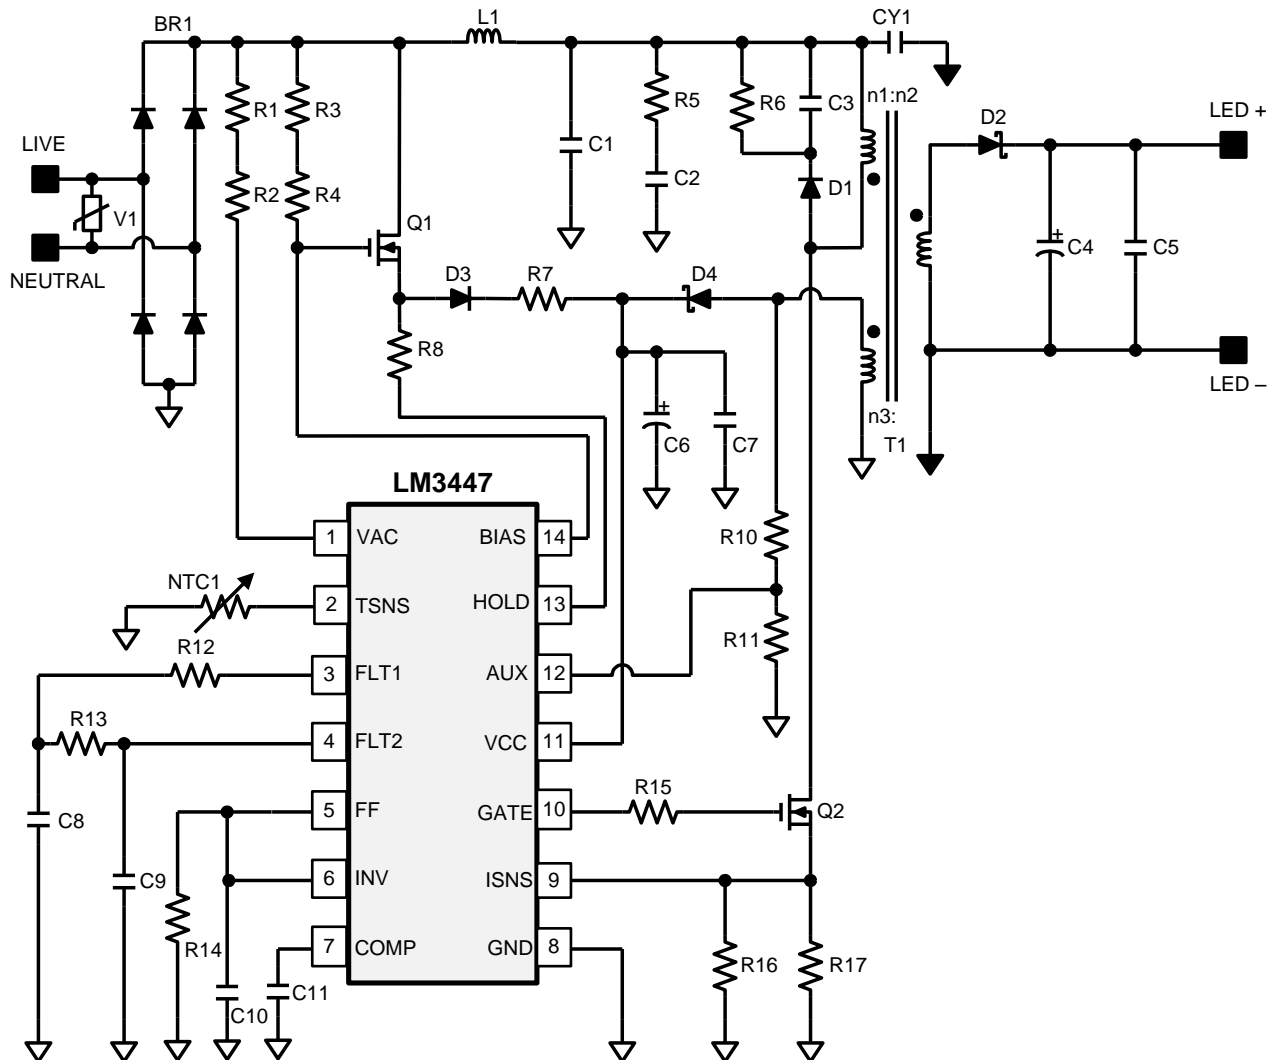 BR1
L1
CY1
R1
R3
R5
R6
C3
n1:n2
D2
LED +
LIVE
C1
V1
R2
R4
C2
D1
Q1
NEUTRAL
D3
R7
D4
C4
+
C5
R8
LED –
+
C6
C7
n3:
T1
LM3447
1
VAC
BIAS
14
R10
NTC1
2
TSNS
HOLD
13
R11
R12
3
FLT1
AUX
12
R13
4
FLT2
VCC
11
R15
C8
5
FF
GATE
10
Q2
C9
6
INV
ISNS
9
R14
7
COMP
GND
8
R16
R17
C10
C11